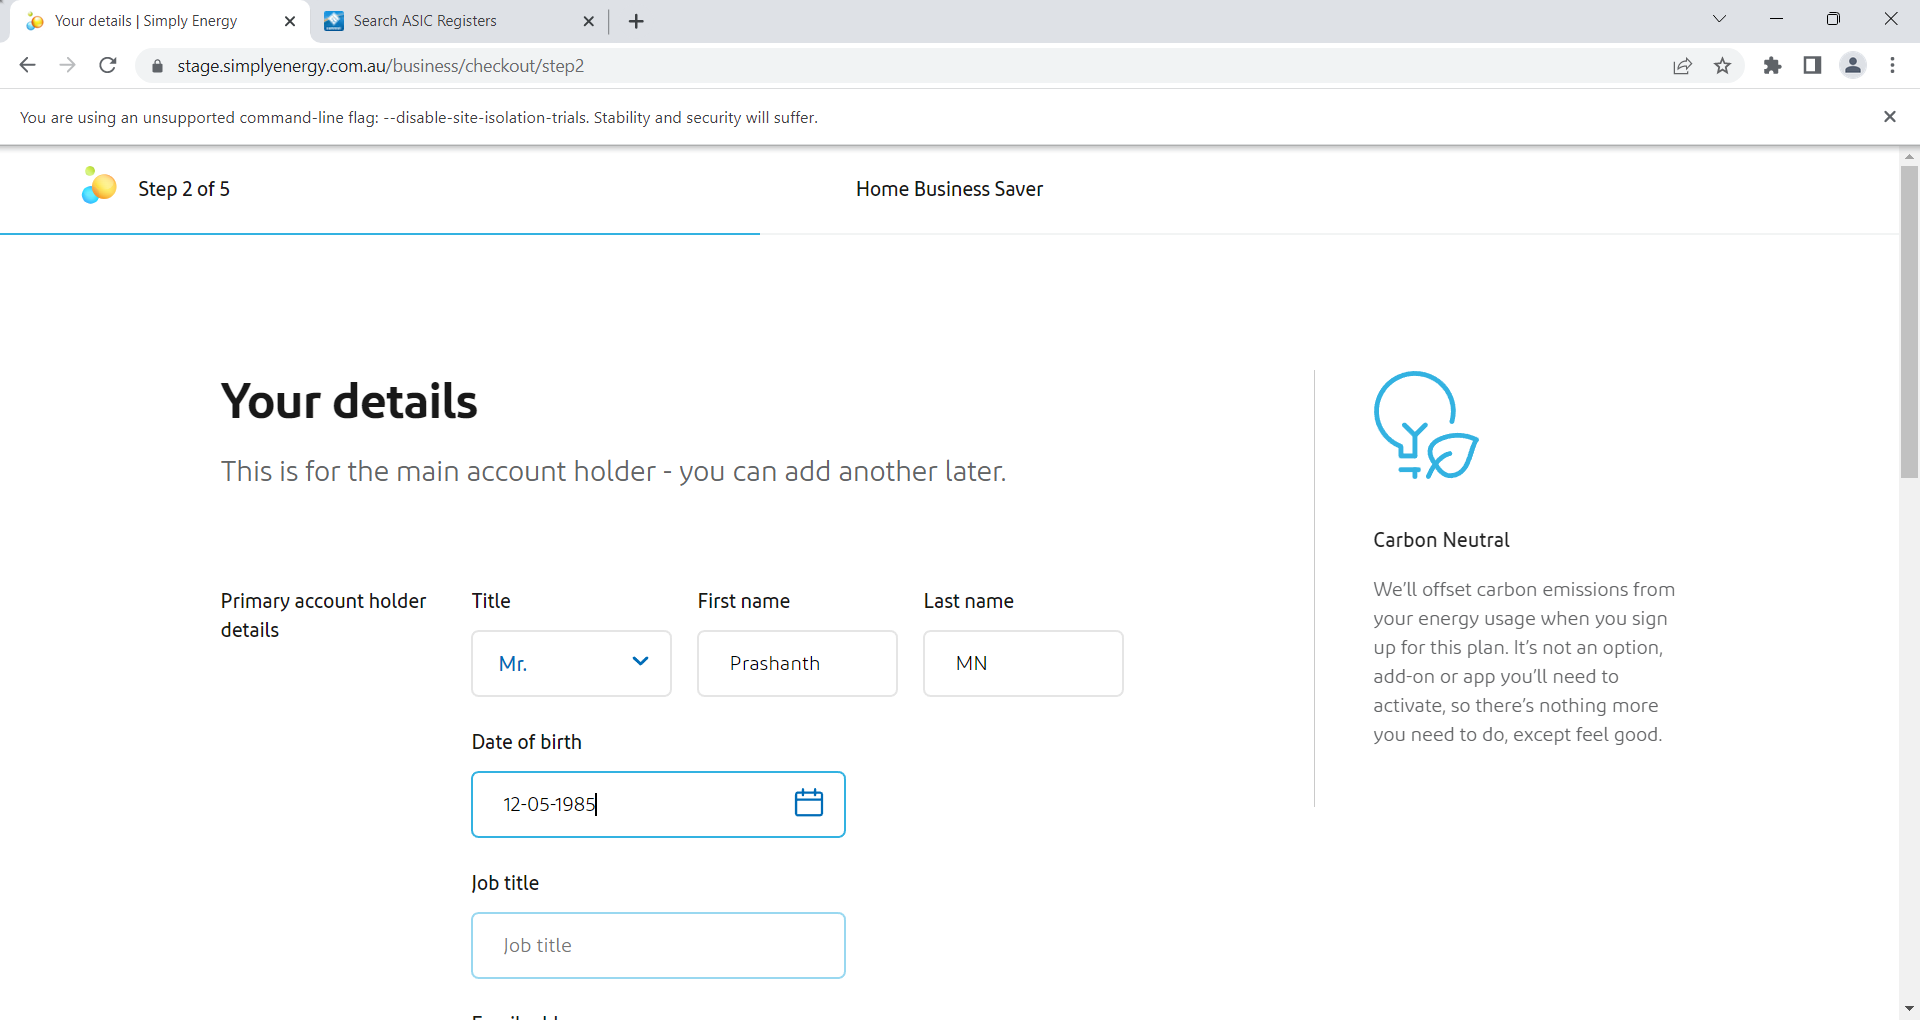 Your details | Simply Energy
Search ASIC Registers
stage.simplyenergy.com.au/business/checkout/step2
You are using an unsupported command-line flag: --disable-site-isolation-trials. Stability and security will suffer.
Step 2 of 5
Home Business Saver
Your details
This is for the main account holder - you can add another later.
Primary account holder
details
Title
First name
Last name
Mr.
Prashanth
MN
Date of birth
12-05-1985
Job title
Job title
Carbon Neutral
We'll offset carbon emissions from
your energy usage when you sign
up for this plan. It's not an option,
add-on or app you'll need to
activate, so there's nothing more
you need to do, except feel good.